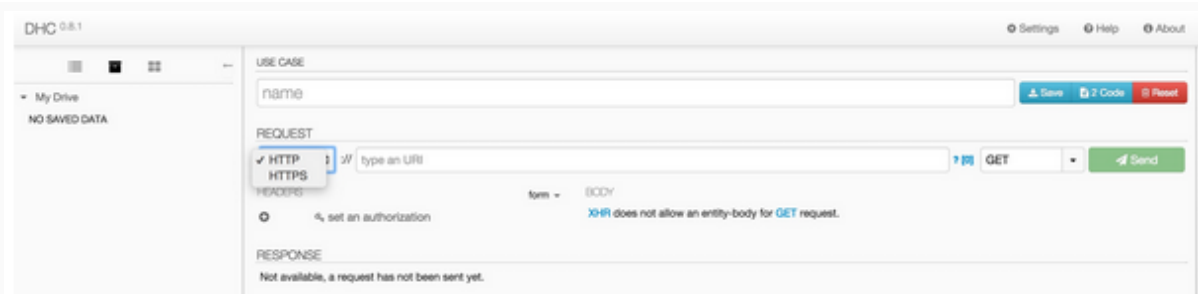 DHC 0.8.1
Settings Help About
My Drive
NO SAVED DATA
USE CASE
name
Save 2 Code Reset
REQUEST
HTTP :// type an URI ? [0] GET Send
HTTPS
HEADERS form BODY
set an authorization XHR does not allow an entity-body for GET request.
RESPONSE
Not available, a request has not been sent yet.